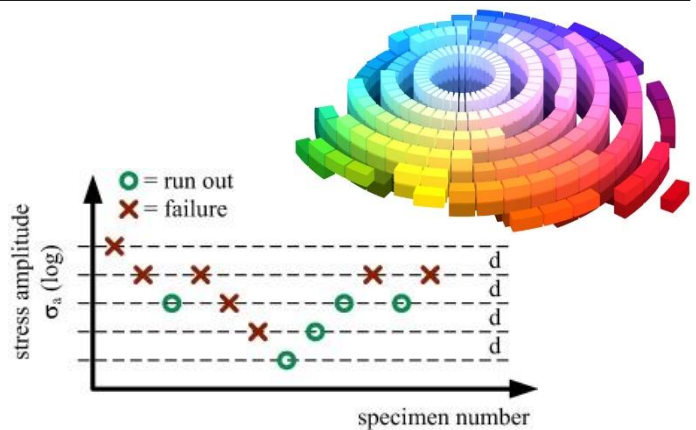 = run out
= failure
stress amplitude
σa (log)
d
d
d
d
specimen number